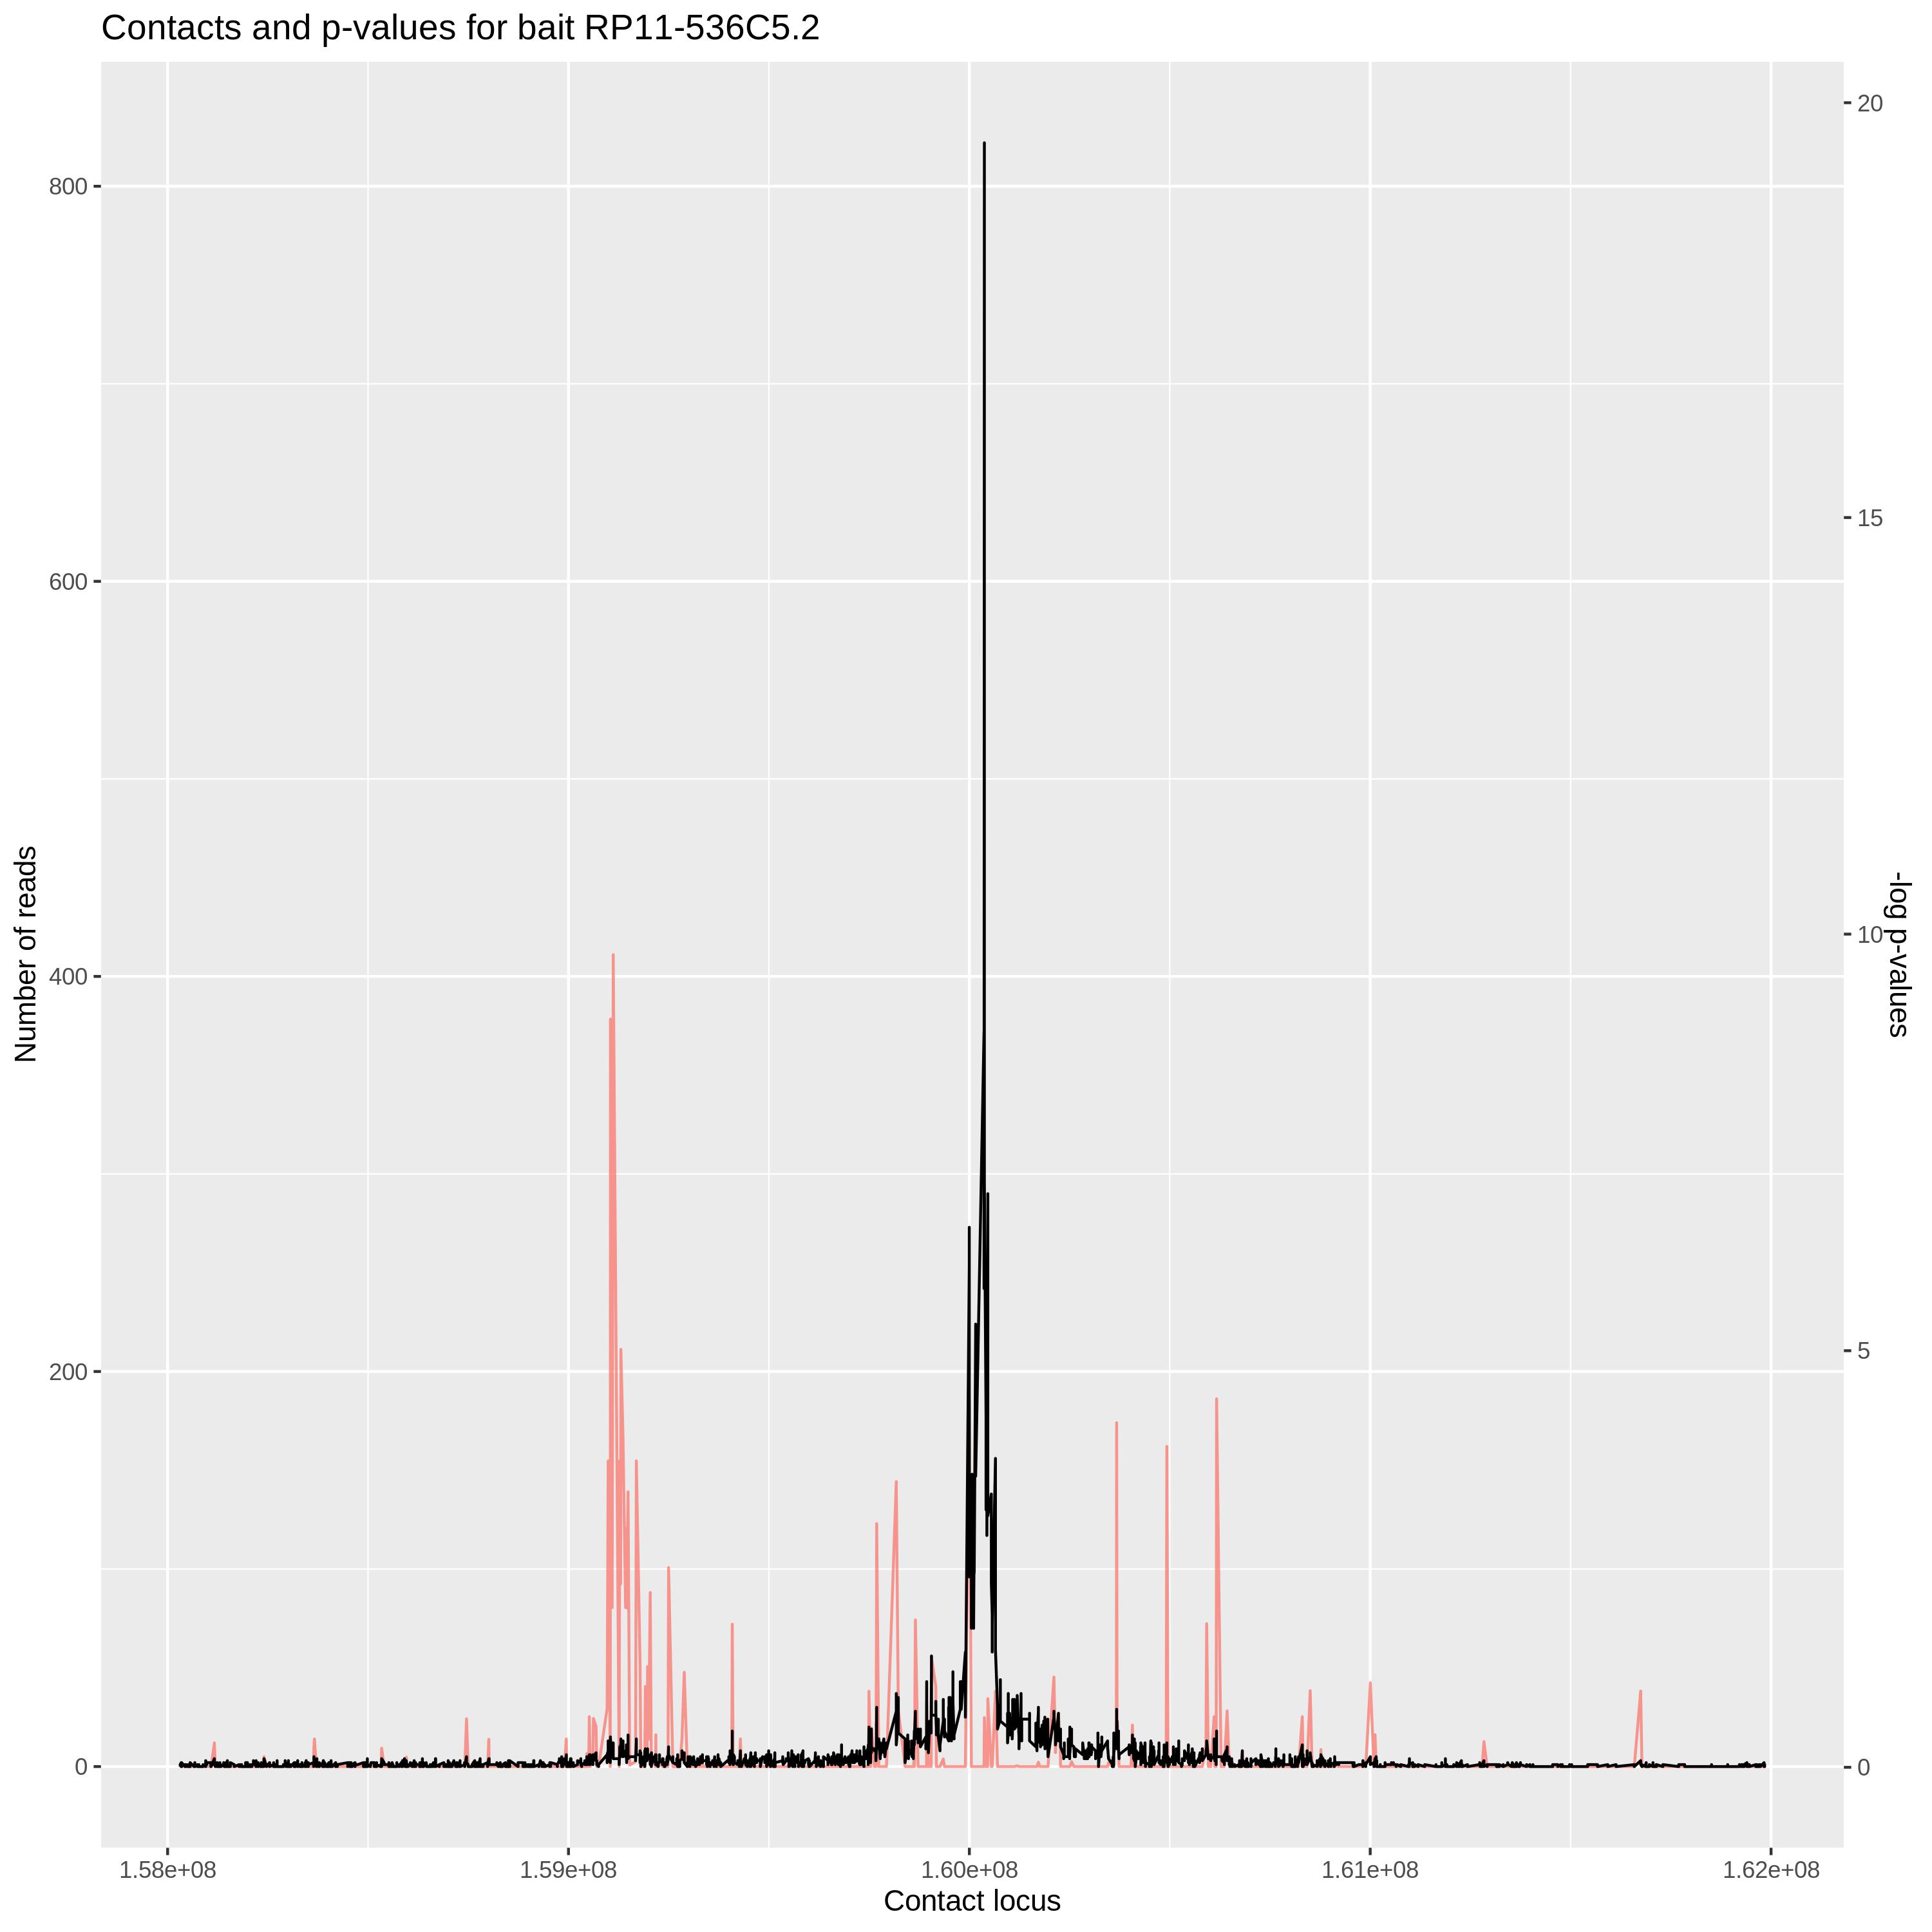 Contacts and p-values for bait RP11-536C5.2
Number of reads
800
600
400
200
0
20
15
10
5
0
-log p-values
1.58e+08
1.59e+08
1.60e+08
1.61e+08
1.62e+08
Contact locus